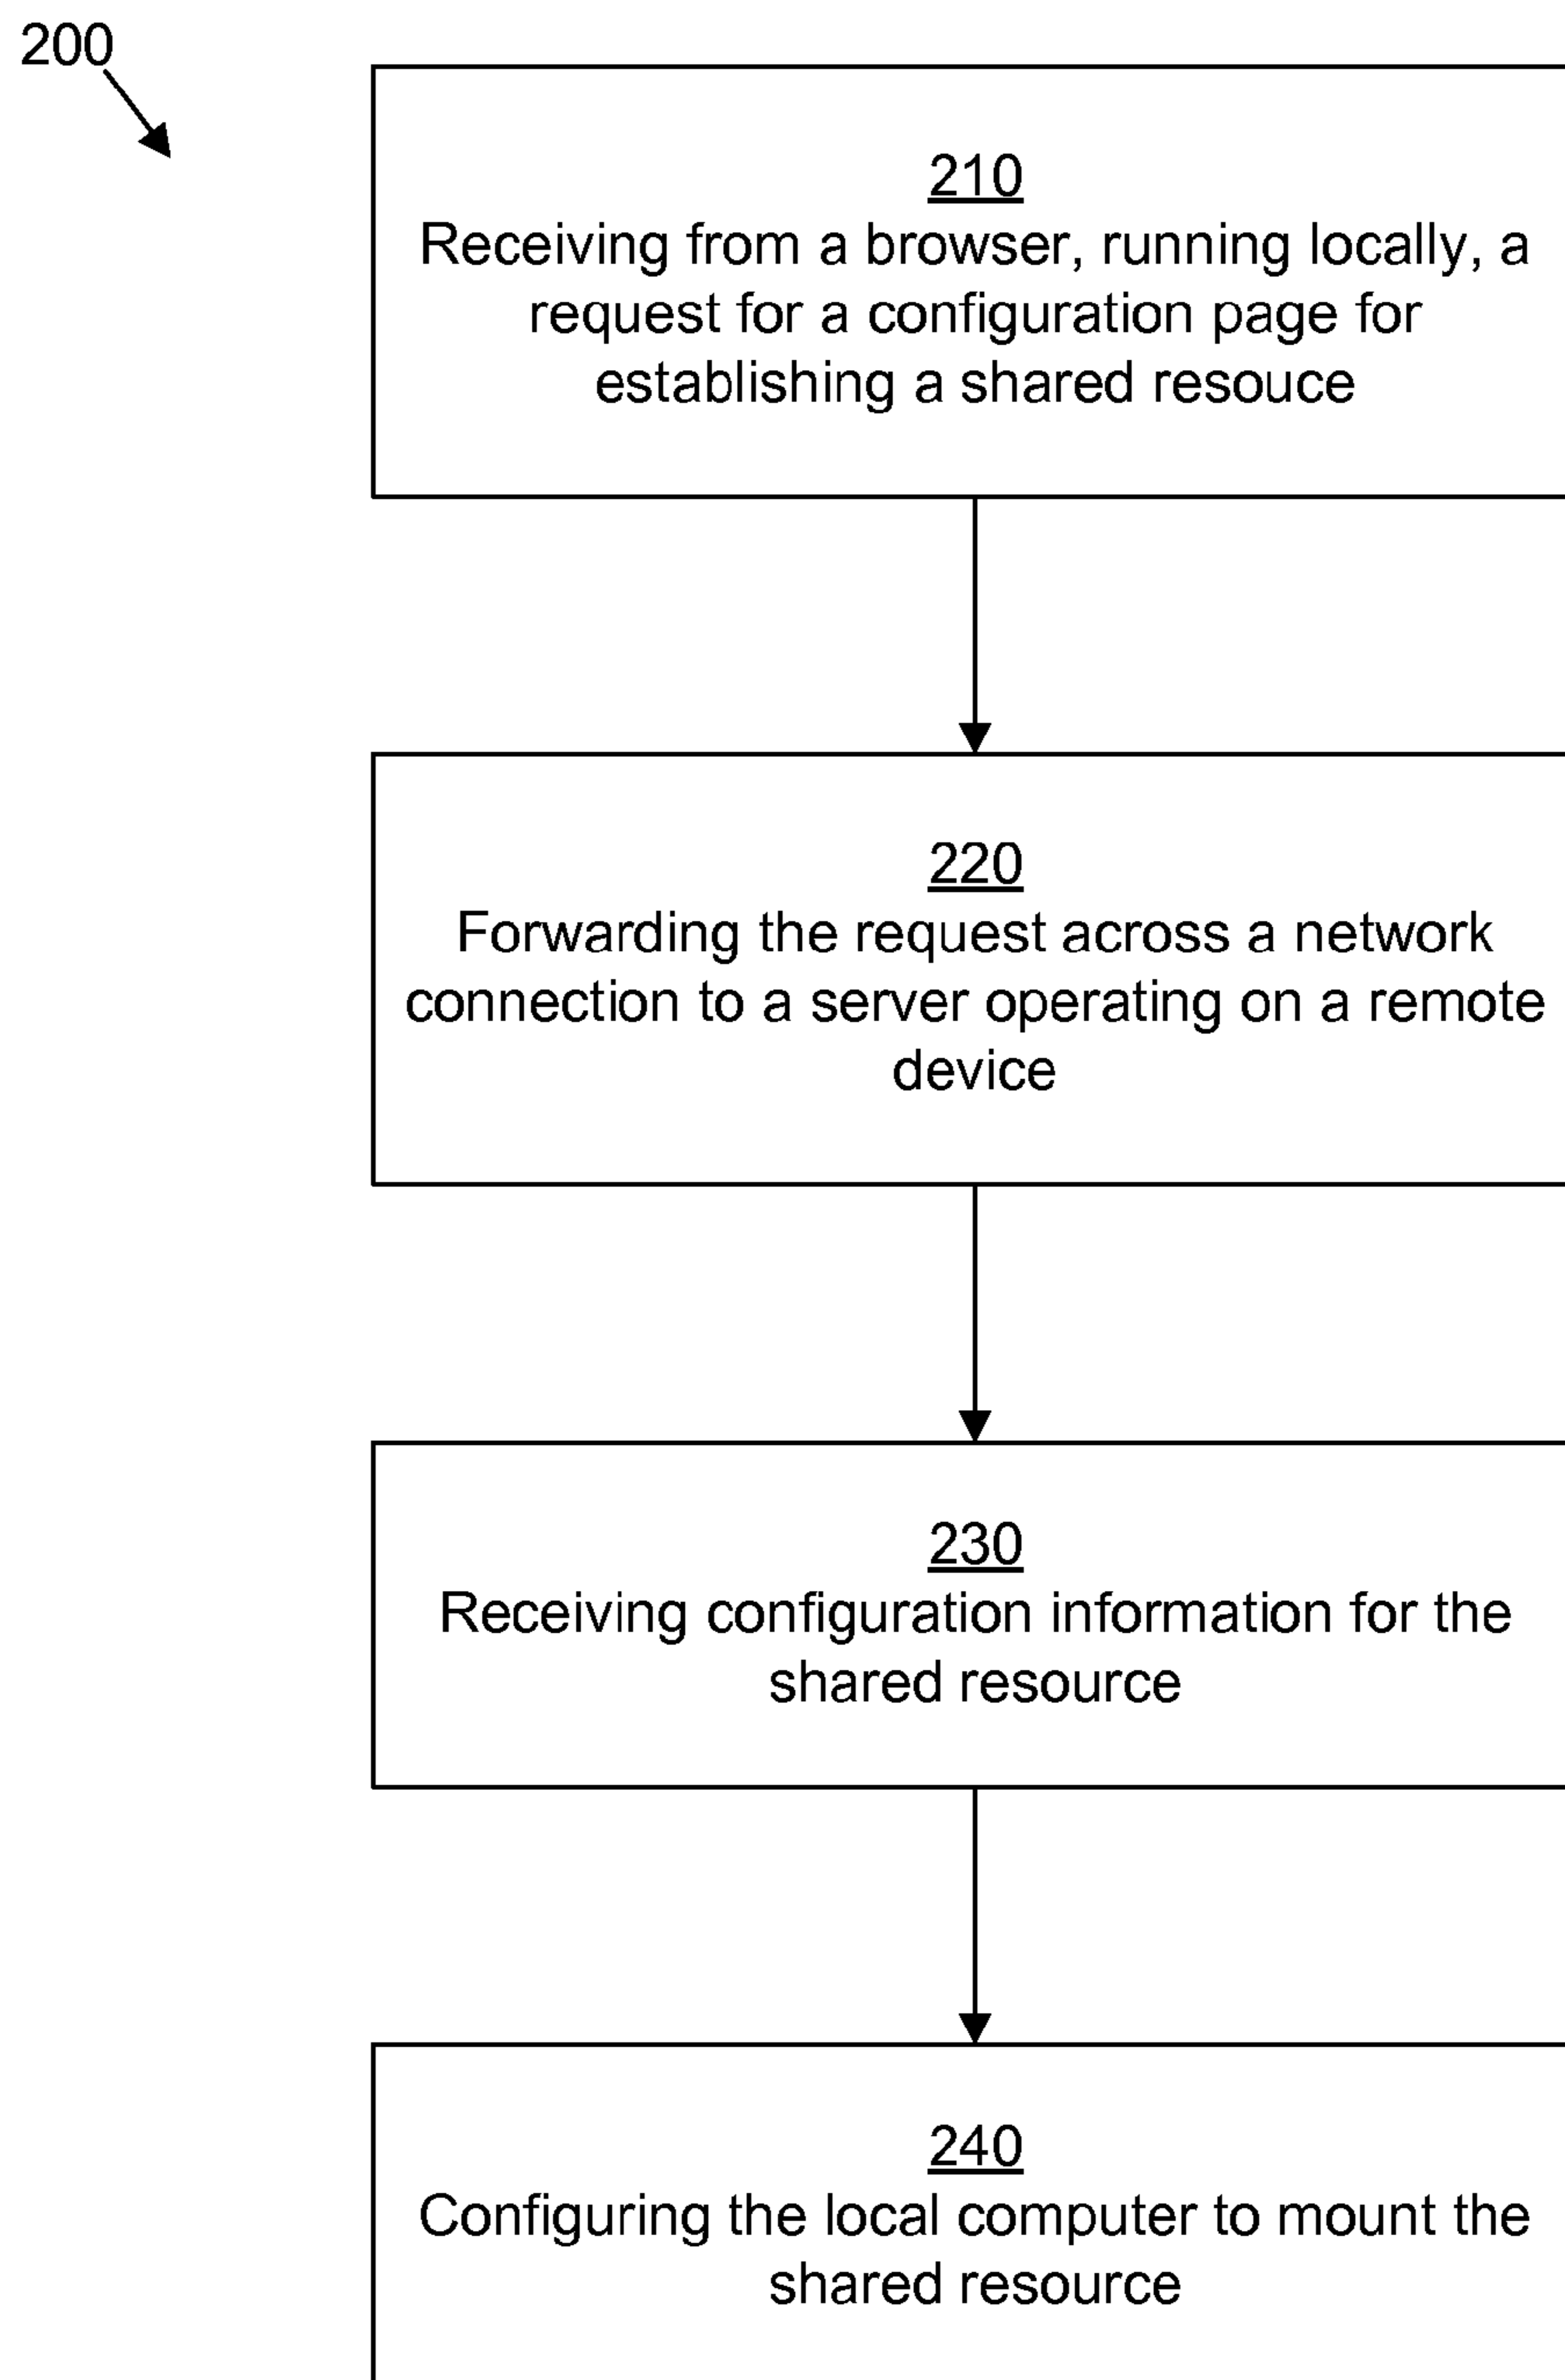 200
210
Receiving from a browser, running locally, a
request for a configuration page for
establishing a shared resouce
220
Forwarding the request across a network
connection to a server operating on a remote
device
230
Receiving configuration information for the
shared resource
240
Configuring the local computer to mount the
shared resource